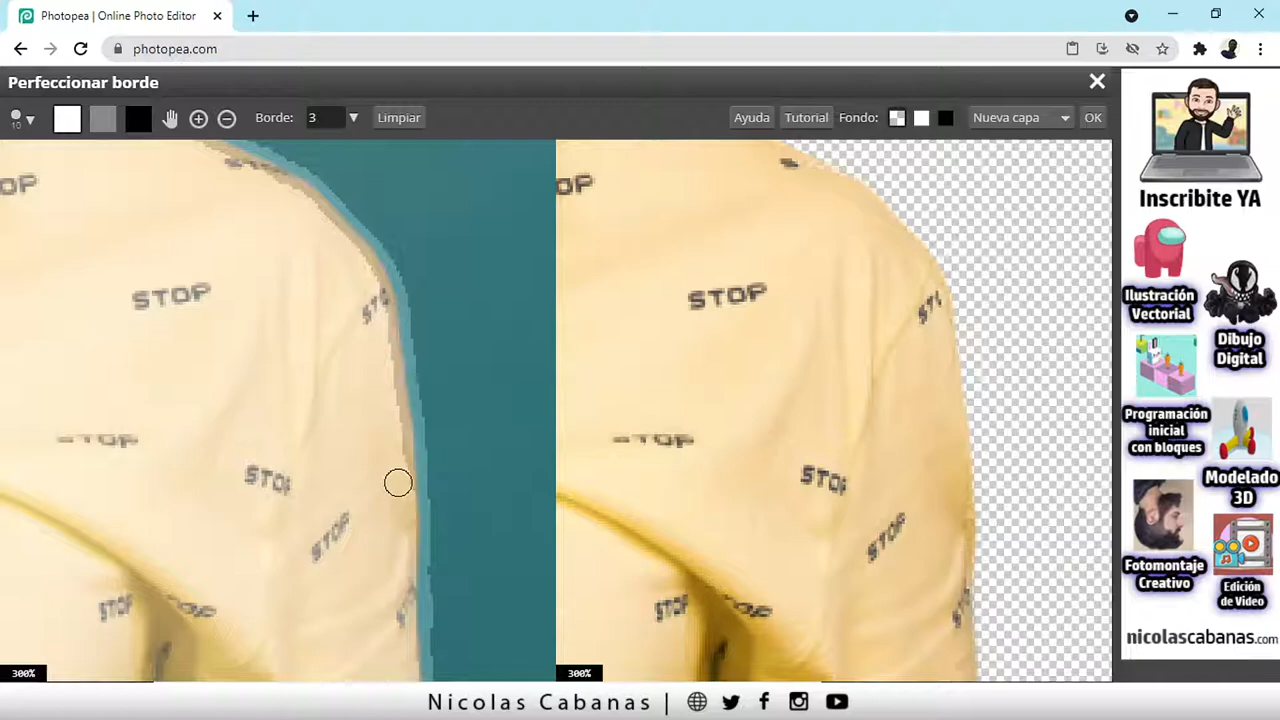 Photopea | Online Photo Editor
photopea.com
Perfeccionar borde
10
Borde:
3
Limpiar
Ayuda
Tutorial
Fondo:
Nueva capa
OK
OP
STOP
STOP
STOP
STOP
STOP
300%
OP
STOP
STOP
STOP
STOP
STOP
300%
Inscribite YA
Ilustración
Vectorial
Dibujo
Digital
Programación
inicial
con bloques
Modelado
3D
Fotomontaje
Creativo
Edición
de Video
nicolascabanas.com
Nicolas Cabanas |